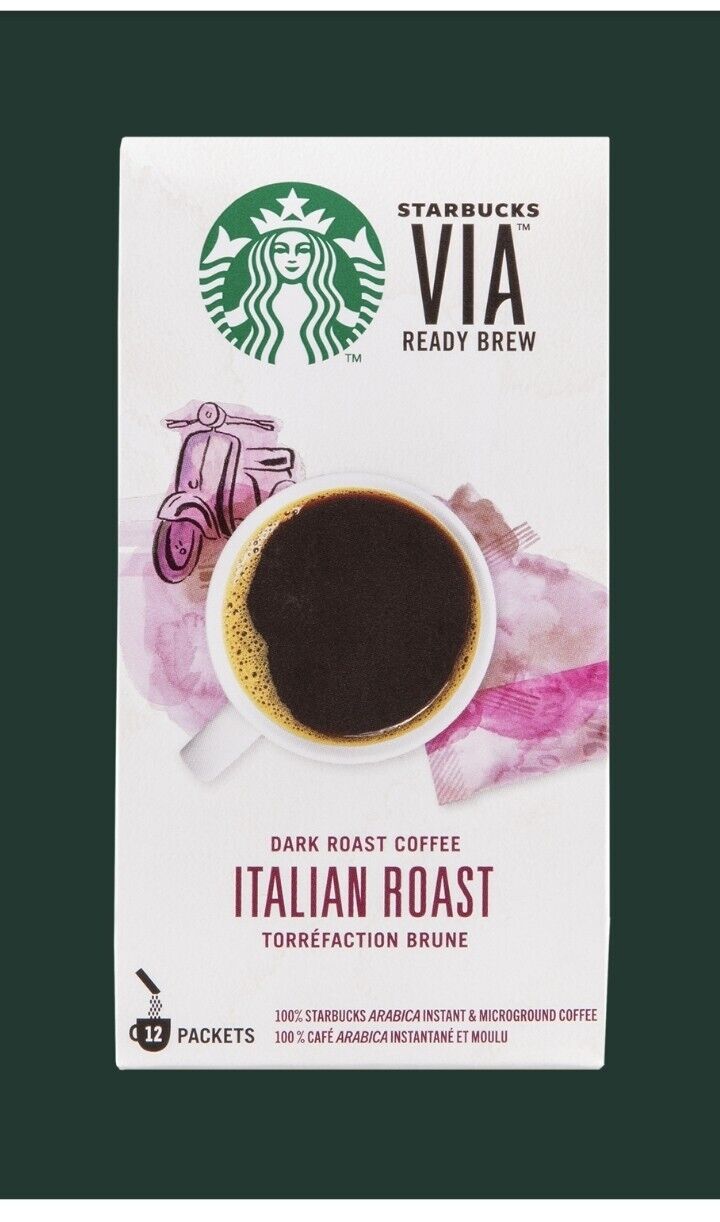 STARBUCKS
VIA™
READY BREW
TM
DARK ROAST COFFEE
ITALIAN ROAST
TORRÉFACTION BRUNE
12 PACKETS
100% STARBUCKS ARABICA INSTANT & MICROGROUND COFFEE
100 % CAFÉ ARABICA INSTANTANÉ ET MOULU